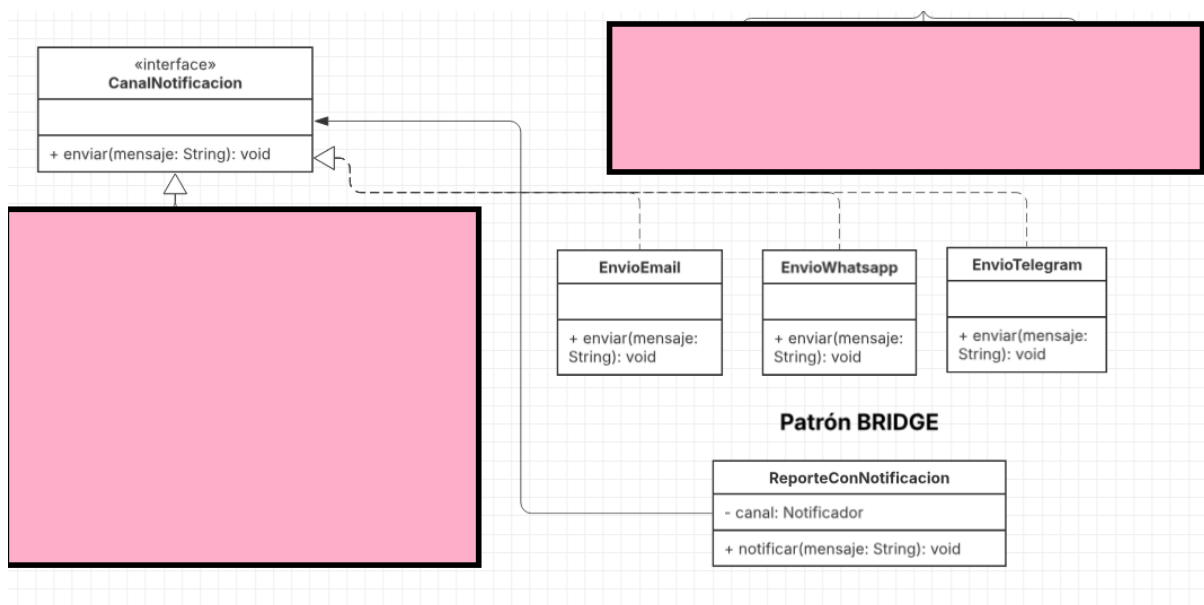 «interface»
CanalNotificacion
+ enviar(mensaje: String): void
EnvioEmail
+ enviar(mensaje:
String): void
EnvioWhatsapp
+ enviar(mensaje:
String): void
EnvioTelegram
+ enviar(mensaje:
String): void
Patrón BRIDGE
ReporteConNotificacion
- canal: Notificador
+ notificar(mensaje: String): void